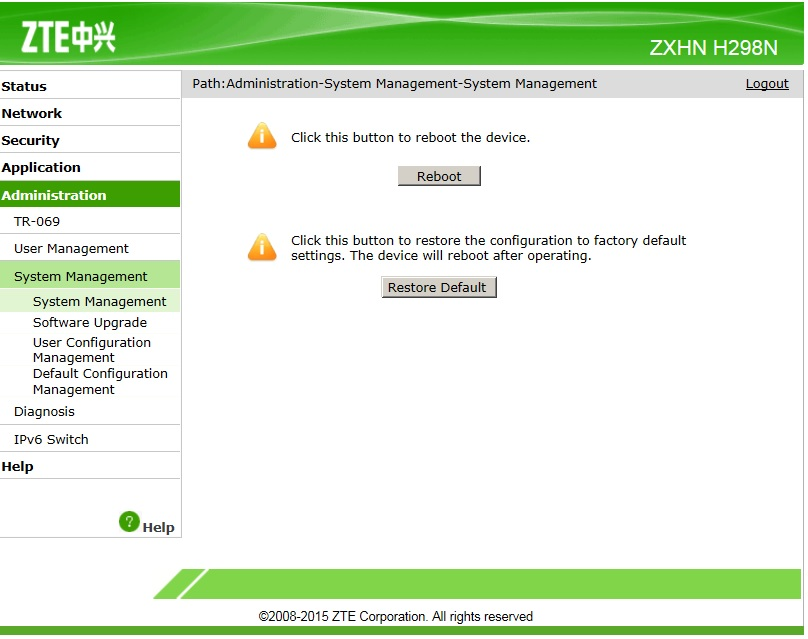 ZTE中兴
ZXHN H298N
Path:Administration-System Management-System Management
Logout
Status
Network
Security
Application
Administration
TR-069
User Management
System Management
System Management
Software Upgrade
User Configuration
Management
Default Configuration
Management
Diagnosis
IPv6 Switch
Help
? Help
Click this button to reboot the device.
Reboot
Click this button to restore the configuration to factory default
settings. The device will reboot after operating.
Restore Default
©2008-2015 ZTE Corporation. All rights reserved